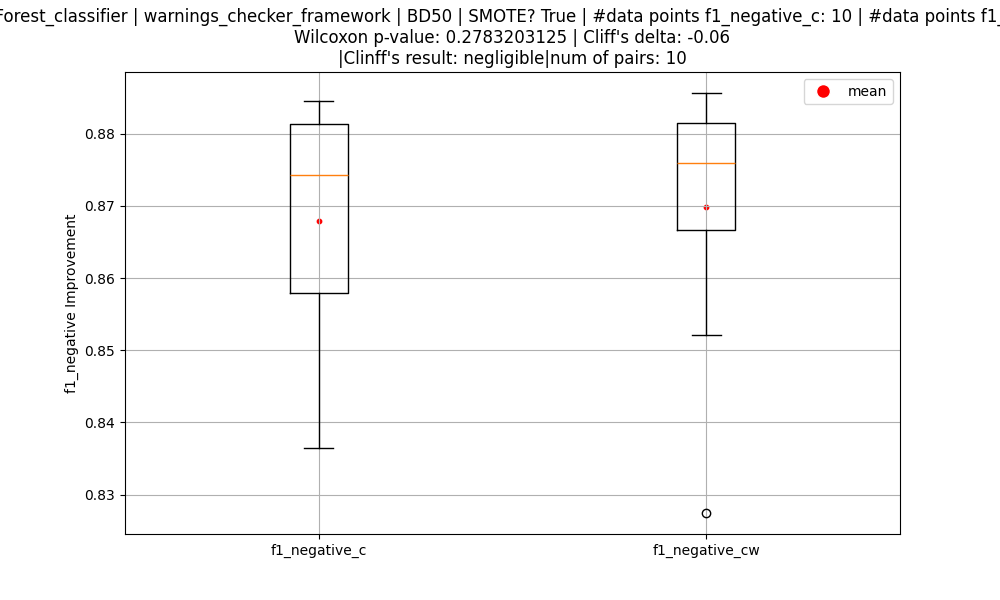 Forest_classifier | warnings_checker_framework | BD50 | SMOTE? True | #data points f1_negative_c: 10 | #data points f1_
Wilcoxon p-value: 0.2783203125 | Cliff's delta: -0.06
|Clinff's result: negligible|num of pairs: 10
mean
0.88
0.87
0.86
0.85
0.84
0.83
f1_negative Improvement
f1_negative_c
f1_negative_cw